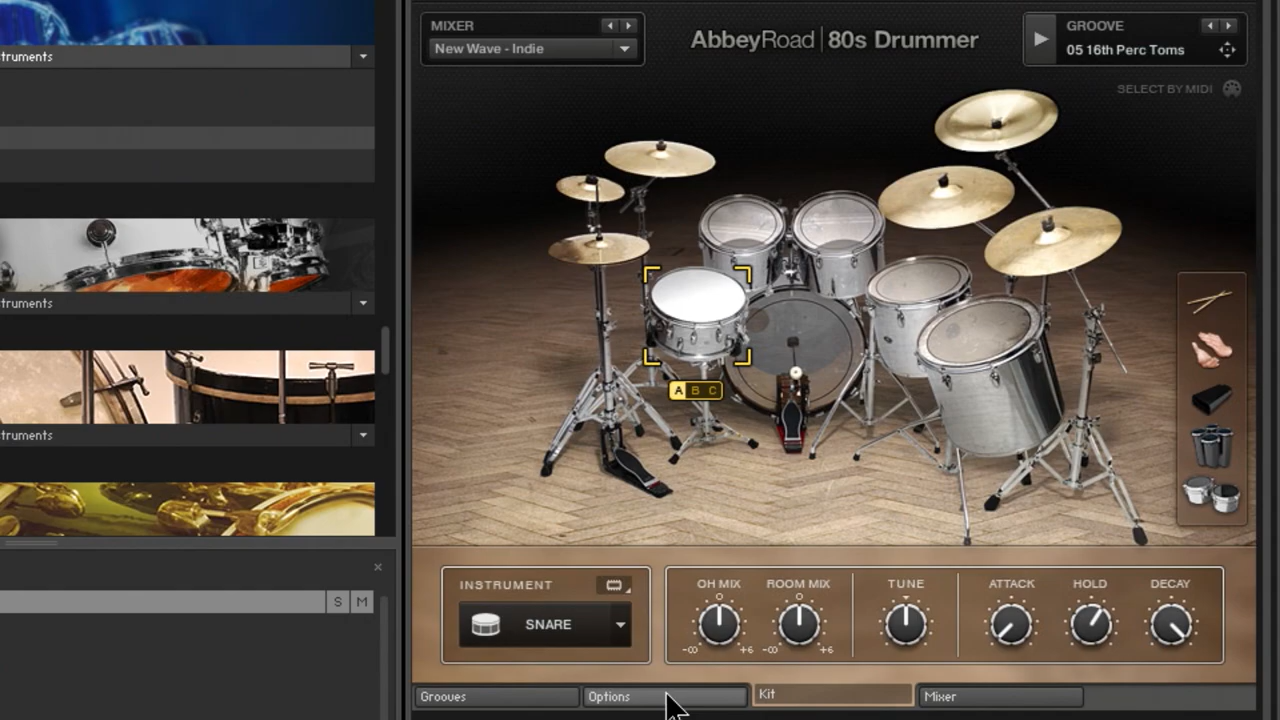 truments
truments
truments
S M
MIXER
New Wave - Indie
AbbeyRoad | 80s Drummer
GROOVE
05 16th Perc Toms
SELECT BY MIDI
A B C
INSTRUMENT
SNARE
OH MIX ROOM MIX TUNE ATTACK HOLD DECAY
-∞ +6 -∞ +6
Grooves Options Kit Mixer